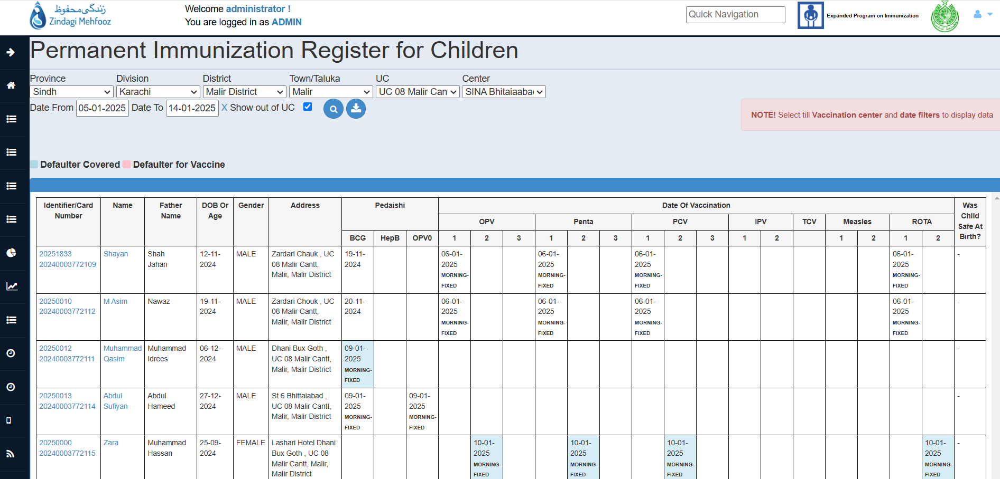 زندگی محفوظ
Zindagi Mehfooz
Welcome administrator !
You are logged in as ADMIN
Quick Navigation
Expanded Program on Immunization
Permanent Immunization Register for Children
Province Division District Town/Taluka UC Center
Sindh Karachi Malir District Malir UC 08 Malir Can SINA Bhitaiaaba
Date From 05-01-2025 Date To 14-01-2025 X Show out of UC
NOTE! Select till Vaccination center and date filters to display data
Defaulter Covered Defaulter for Vaccine
Identifier/Card Number
Name
Father Name
DOB Or Age
Gender
Address
Pedaishi
Date Of Vaccination
Was Child Safe At Birth?
OPV Penta PCV IPV TCV Measles ROTA
BCG HepB OPV0 1 2 3 1 2 3 1 2 3 1 2 1 2 1 2
20251833
20240003772109
Shayan
Shah
Jahan
12-11-
2024
MALE
Zardari Chauk , UC
08 Malir Cantt,
Malir, Malir District
19-11-
2024
06-01-
2025
MORNING-
FIXED
06-01-
2025
MORNING-
FIXED
06-01-
2025
MORNING-
FIXED
06-01-
2025
MORNING-
FIXED
-
20250010
20240003772112
M Asim
Nawaz
19-11-
2024
MALE
Zardari Chouk , UC
08 Malir Cantt,
Malir, Malir District
20-11-
2024
06-01-
2025
MORNING-
FIXED
06-01-
2025
MORNING-
FIXED
06-01-
2025
MORNING-
FIXED
06-01-
2025
MORNING-
FIXED
-
20250012
20240003772111
Muhammad
Qasim
Muhammad
Idrees
06-12-
2024
MALE
Dhani Bux Goth ,
UC 08 Malir Cantt,
Malir, Malir District
09-01-
2025
MORNING-
FIXED
-
20250013
20240003772114
Abdul
Sufiyan
Abdul
Hameed
27-12-
2024
MALE
St 6 Bhittaiabad ,
UC 08 Malir Cantt,
Malir, Malir District
09-01-
2025
MORNING-
FIXED
09-01-
2025
MORNING-
FIXED
-
20250000
20240003772115
Zara
Muhammad
Hassan
25-09-
2024
FEMALE
Lashari Hotel Dhani
Bux Goth , UC 08
Malir Cantt, Malir,
Malir District
10-01-
2025
MORNING-
FIXED
10-01-
2025
MORNING-
FIXED
10-01-
2025
MORNING-
FIXED
10-01-
2025
MORNING-
FIXED
-